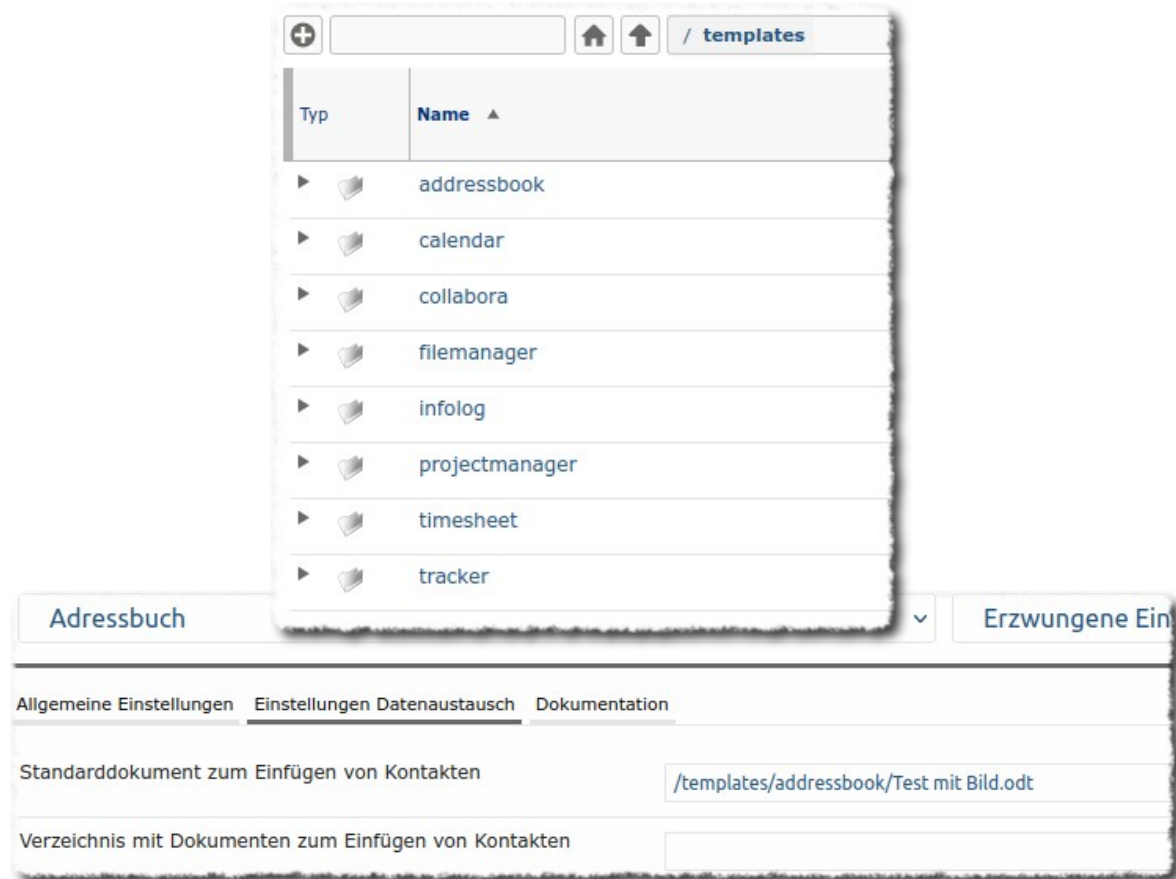 / templates
Typ Name
addressbook
calendar
collabora
filemanager
infolog
projectmanager
timesheet
tracker
Adressbuch Erzwungene Ein
Allgemeine Einstellungen Einstellungen Datenaustausch Dokumentation
Standarddokument zum Einfügen von Kontakten /templates/addressbook/Test mit Bild.odt
Verzeichnis mit Dokumenten zum Einfügen von Kontakten